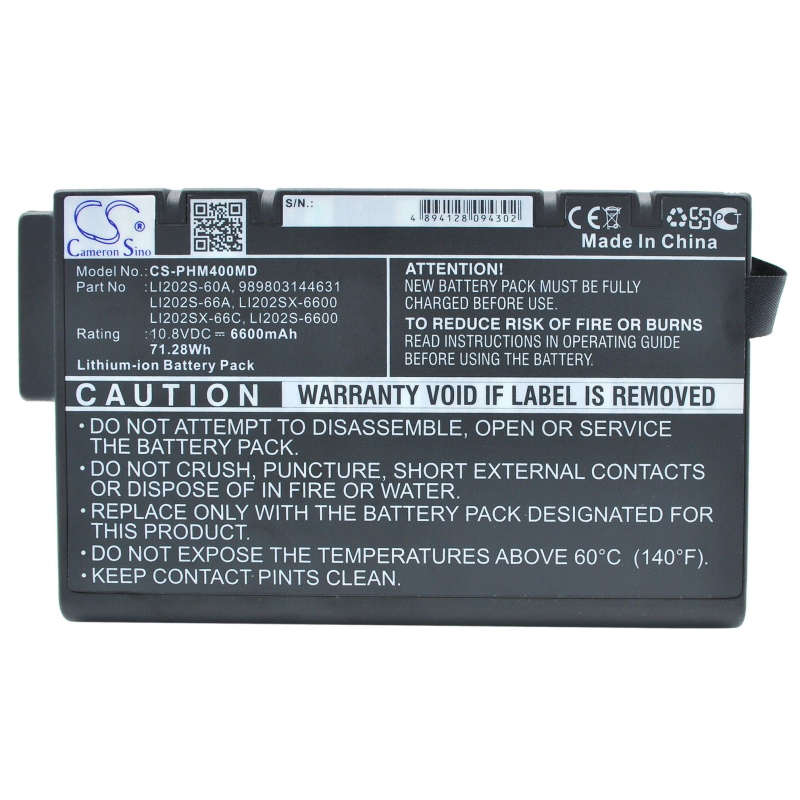 CS®
Cameron Sino
S/N.:
4 894128 094302
CE
PCT
Made In China
Model No.: CS-PHM400MD
Part No : LI202S-60A, 989803144631
LI202S-66A, LI202SX-6600
LI202SX-66C, LI202S-6600
Rating : 10.8VDC ⎓ 6600mAh
71.28Wh
Lithium-ion Battery Pack
ATTENTION!
NEW BATTERY PACK MUST BE FULLY
CHARGED BEFORE USE.
TO REDUCE RISK OF FIRE OR BURNS
READ INSTRUCTIONS IN OPERATING GUIDE
BEFORE USING THE BATTERY.
CAUTION WARRANTY VOID IF LABEL IS REMOVED
• DO NOT ATTEMPT TO DISASSEMBLE, OPEN OR SERVICE
THE BATTERY PACK.
• DO NOT CRUSH, PUNCTURE, SHORT EXTERNAL CONTACTS
OR DISPOSE OF IN FIRE OR WATER.
• REPLACE ONLY WITH THE BATTERY PACK DESIGNATED FOR
THIS PRODUCT.
• DO NOT EXPOSE THE TEMPERATURES ABOVE 60°C (140°F).
• KEEP CONTACT PINTS CLEAN.